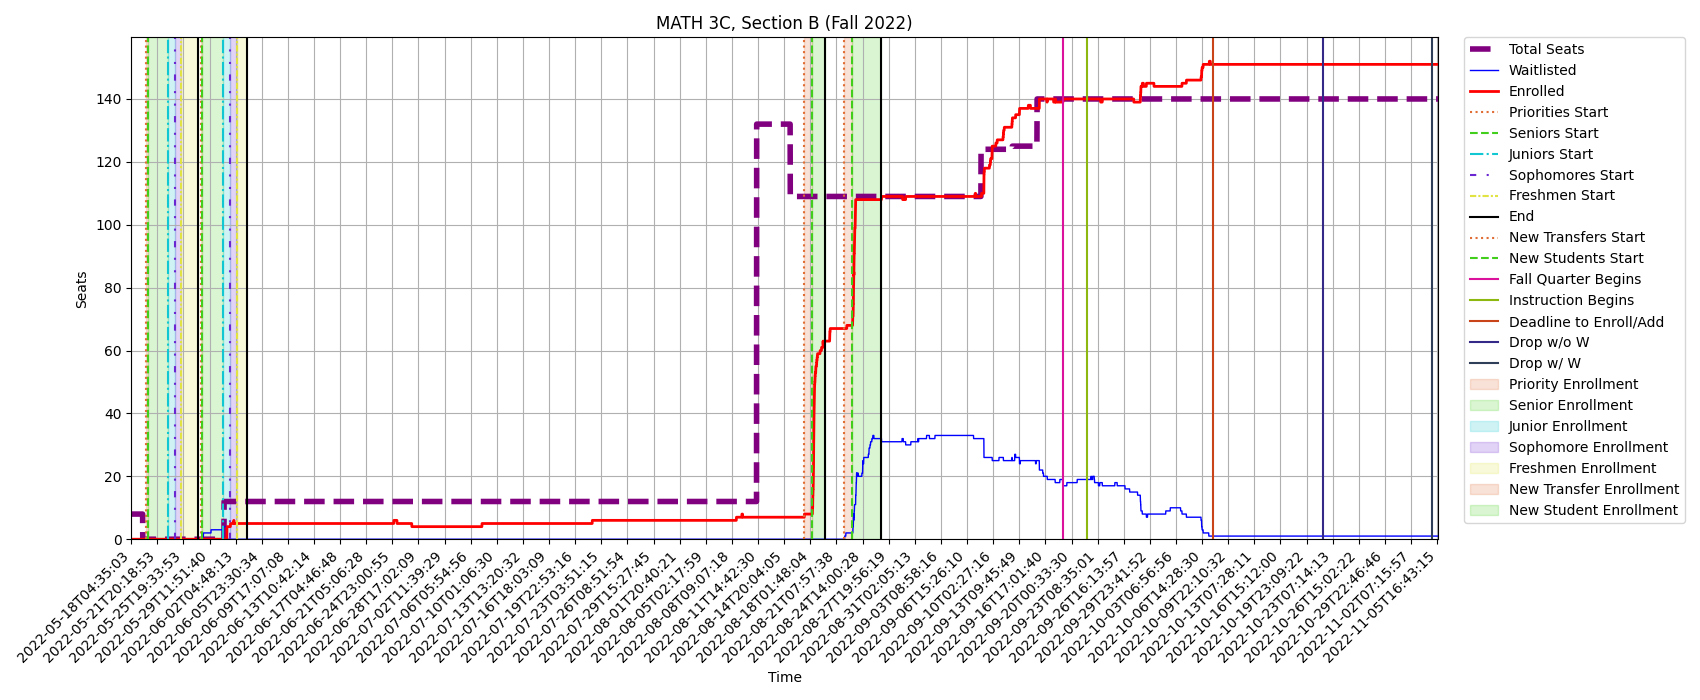 MATH 3C, Section B (Fall 2022)
Seats
140
120
100
80
60
40
20
0
2022-05-18T04:35:03
2022-05-21T20:18:53
2022-05-25T19:33:53
2022-05-29T11:51:40
2022-06-02T04:48:13
2022-06-05T23:30:34
2022-06-09T17:07:08
2022-06-13T10:42:14
2022-06-17T04:46:48
2022-06-21T05:06:28
2022-06-24T23:00:55
2022-06-28T17:02:09
2022-07-02T11:39:29
2022-07-06T05:54:56
2022-07-10T01:06:30
2022-07-13T13:20:32
2022-07-16T18:03:09
2022-07-19T22:53:16
2022-07-23T03:51:15
2022-07-26T08:51:54
2022-07-29T15:27:45
2022-08-01T20:40:21
2022-08-05T02:17:59
2022-08-08T09:07:18
2022-08-11T14:42:30
2022-08-14T20:04:05
2022-08-18T01:48:04
2022-08-21T07:57:38
2022-08-24T14:00:28
2022-08-27T19:56:19
2022-08-31T02:05:13
2022-09-03T08:58:16
2022-09-06T15:26:10
2022-09-10T02:27:16
2022-09-13T09:45:49
2022-09-16T17:01:40
2022-09-20T00:33:30
2022-09-23T08:35:01
2022-09-26T16:13:57
2022-09-29T23:41:52
2022-10-03T06:56:56
2022-10-06T14:28:30
2022-10-09T22:10:32
2022-10-13T07:28:11
2022-10-16T15:12:00
2022-10-19T23:09:22
2022-10-23T07:14:13
2022-10-26T15:02:22
2022-10-29T22:46:46
2022-11-02T07:15:57
2022-11-05T16:43:15
Time
Total Seats
Waitlisted
Enrolled
Priorities Start
Seniors Start
Juniors Start
Sophomores Start
Freshmen Start
End
New Transfers Start
New Students Start
Fall Quarter Begins
Instruction Begins
Deadline to Enroll/Add
Drop w/o W
Drop w/ W
Priority Enrollment
Senior Enrollment
Junior Enrollment
Sophomore Enrollment
Freshmen Enrollment
New Transfer Enrollment
New Student Enrollment